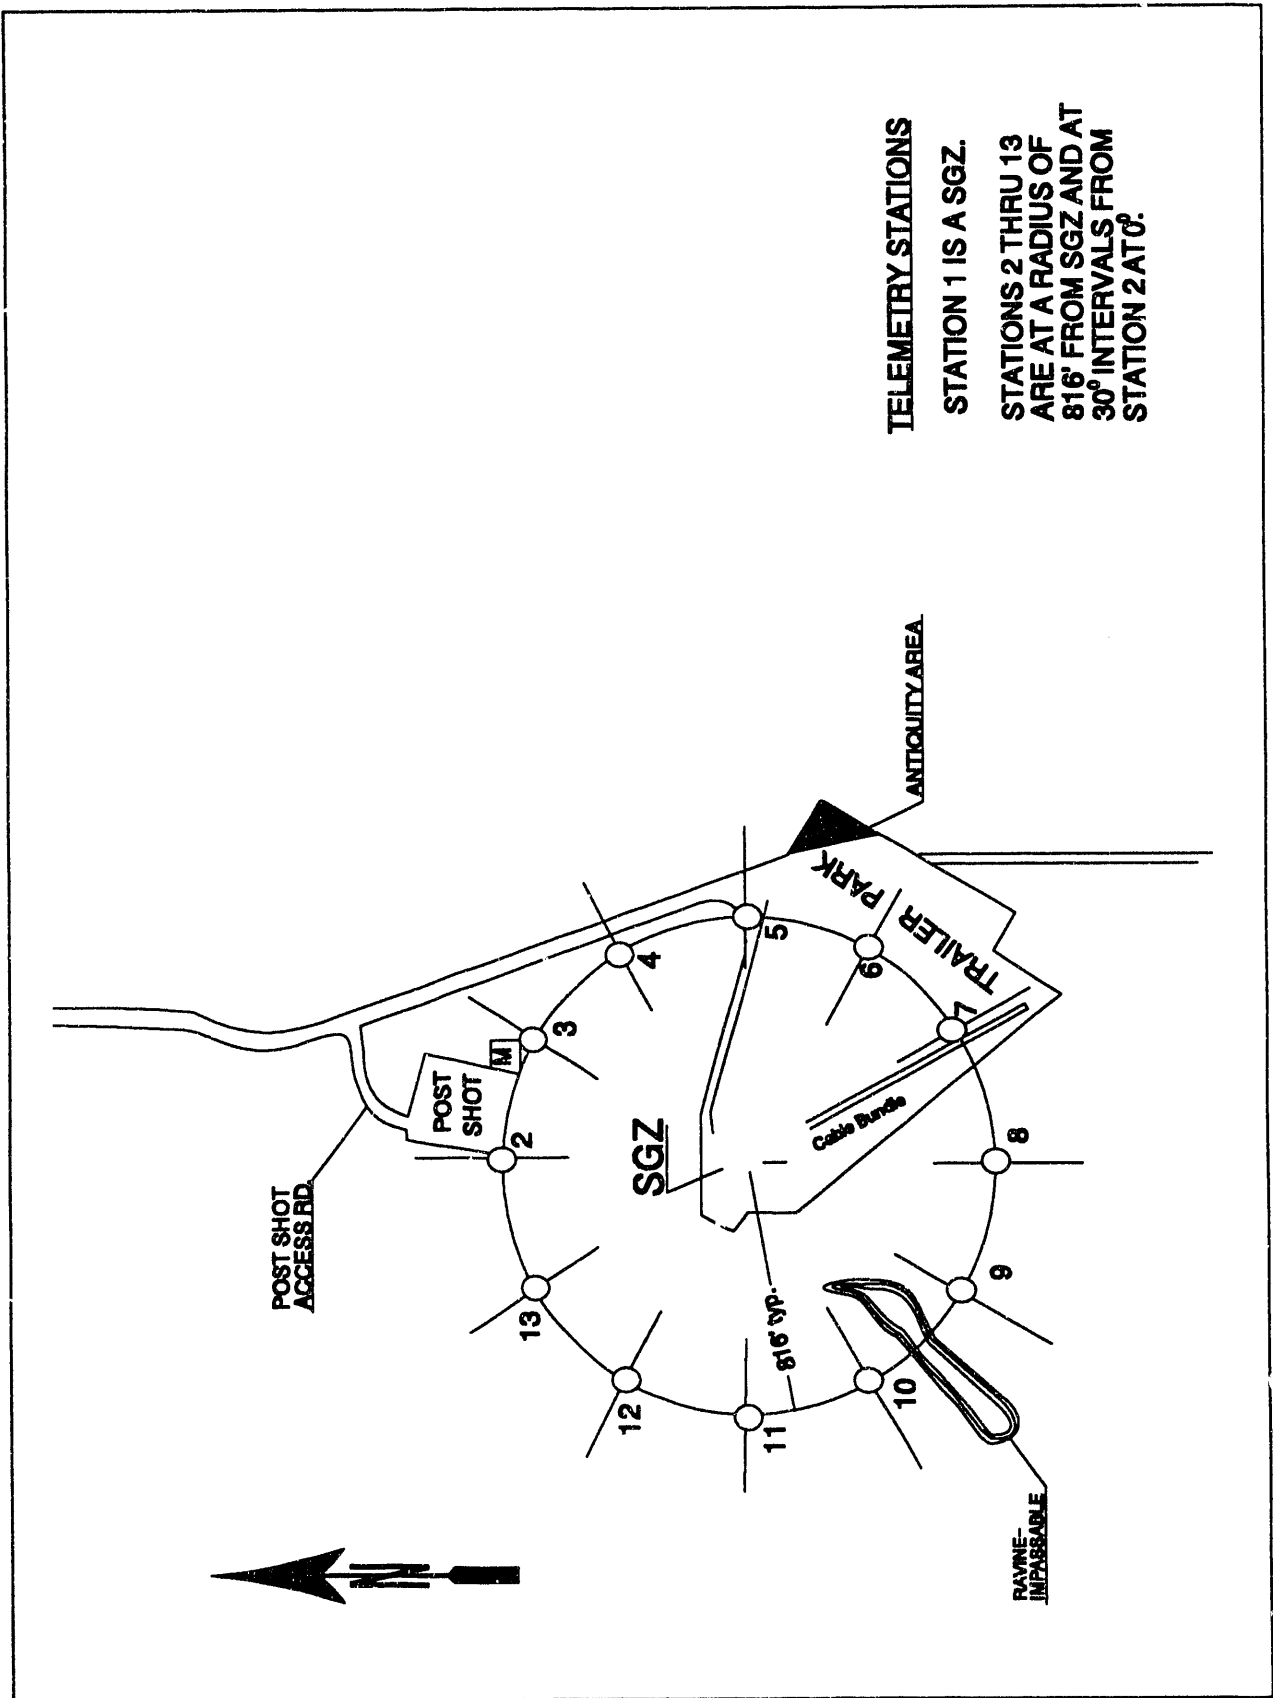 TELEMETRY STATIONS
STATION 1 IS A SGZ.
STATIONS 2 THRU 13
ARE AT A RADIUS OF
816' FROM SGZ AND AT
30° INTERVALS FROM
STATION 2 AT 0°.
POST SHOT
ACCESS RD.
POST
SHOT
M
2
3
4
5
6
7
8
9
10
11
12
13
SGZ
816' typ.
Cable Bundle
TRAILER PARK
ANTIQUITY AREA
RAVINE-
IMPASSABLE
N